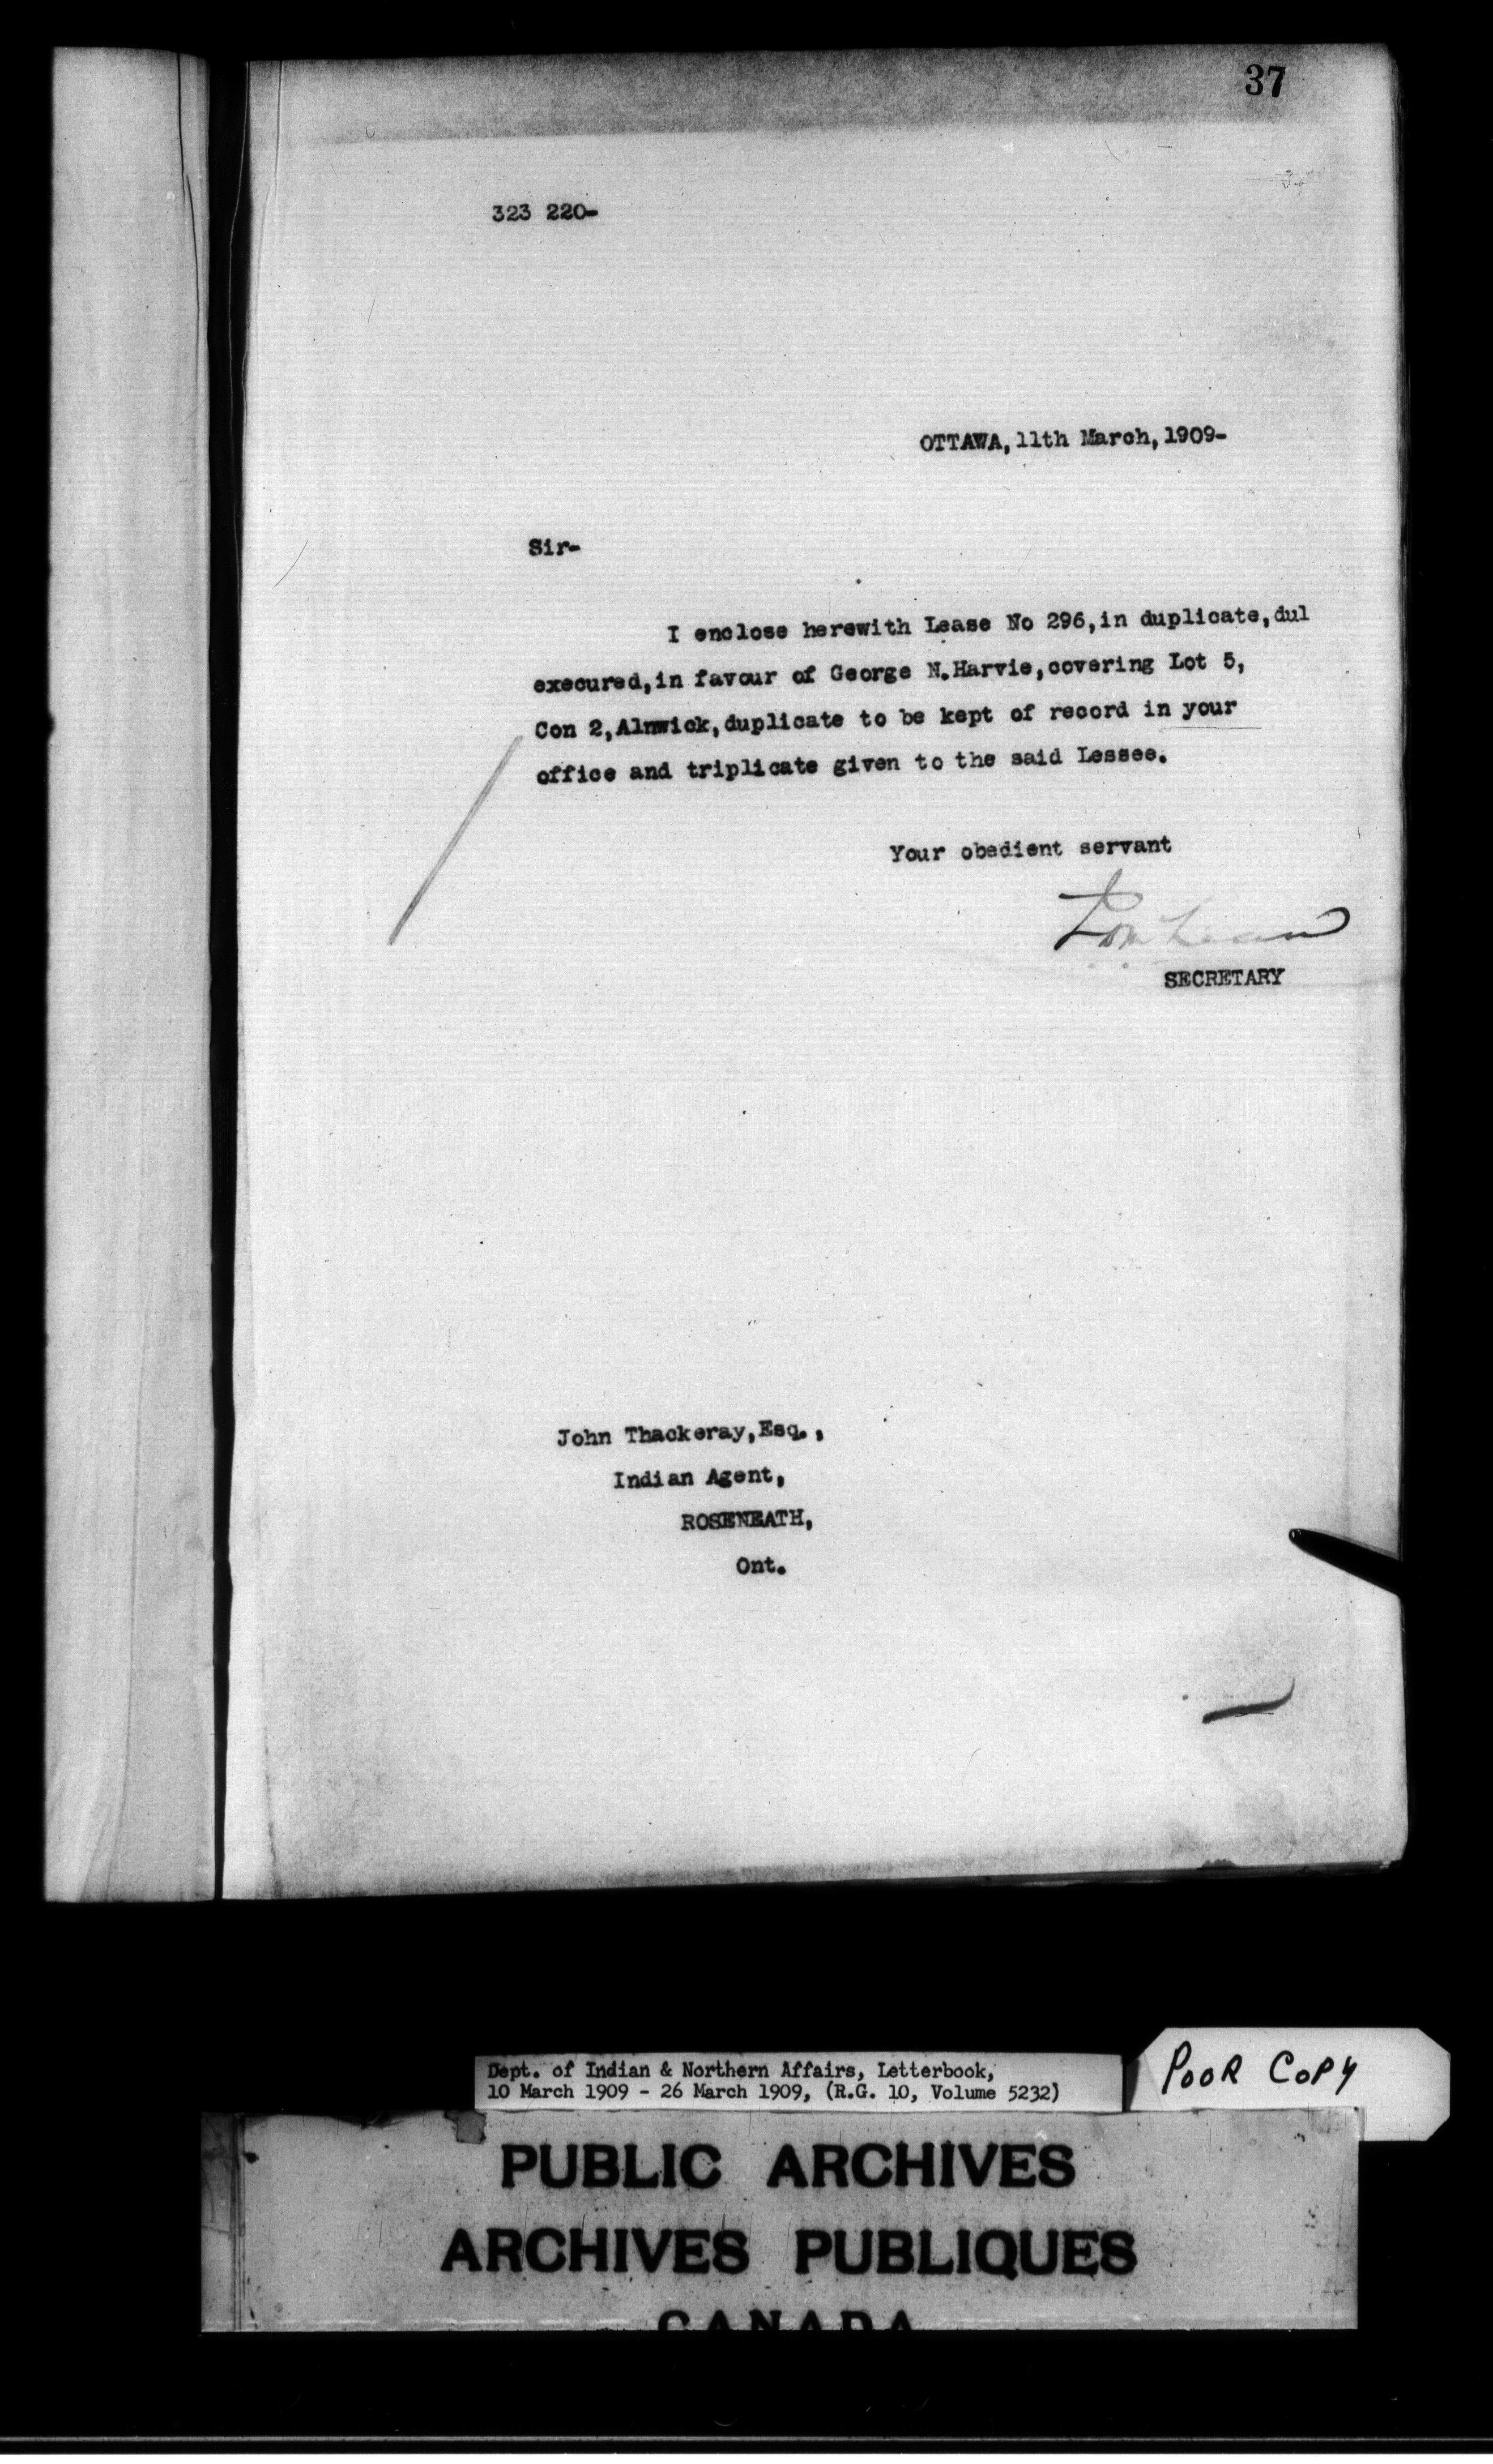 37
323 220-
OTTAWA, 11th March, 1909-
Sir-
I enclose herewith Lease No 296, in duplicate, dul
execured, in favour of George N. Harvie, covering Lot 5,
Con 2, Alnwick, duplicate to be kept of record in your
office and triplicate given to the said Lessee.
Your obedient servant
SECRETARY
John Thackeray, Esq.,
Indian Agent,
ROSENEATH,
Ont.
Dept. of Indian & Northern Affairs, Letterbook,
10 March 1909 - 26 March 1909, (R.G. 10, Volume 5232)
POOR COPY
PUBLIC ARCHIVES
ARCHIVES PUBLIQUES
CANADA